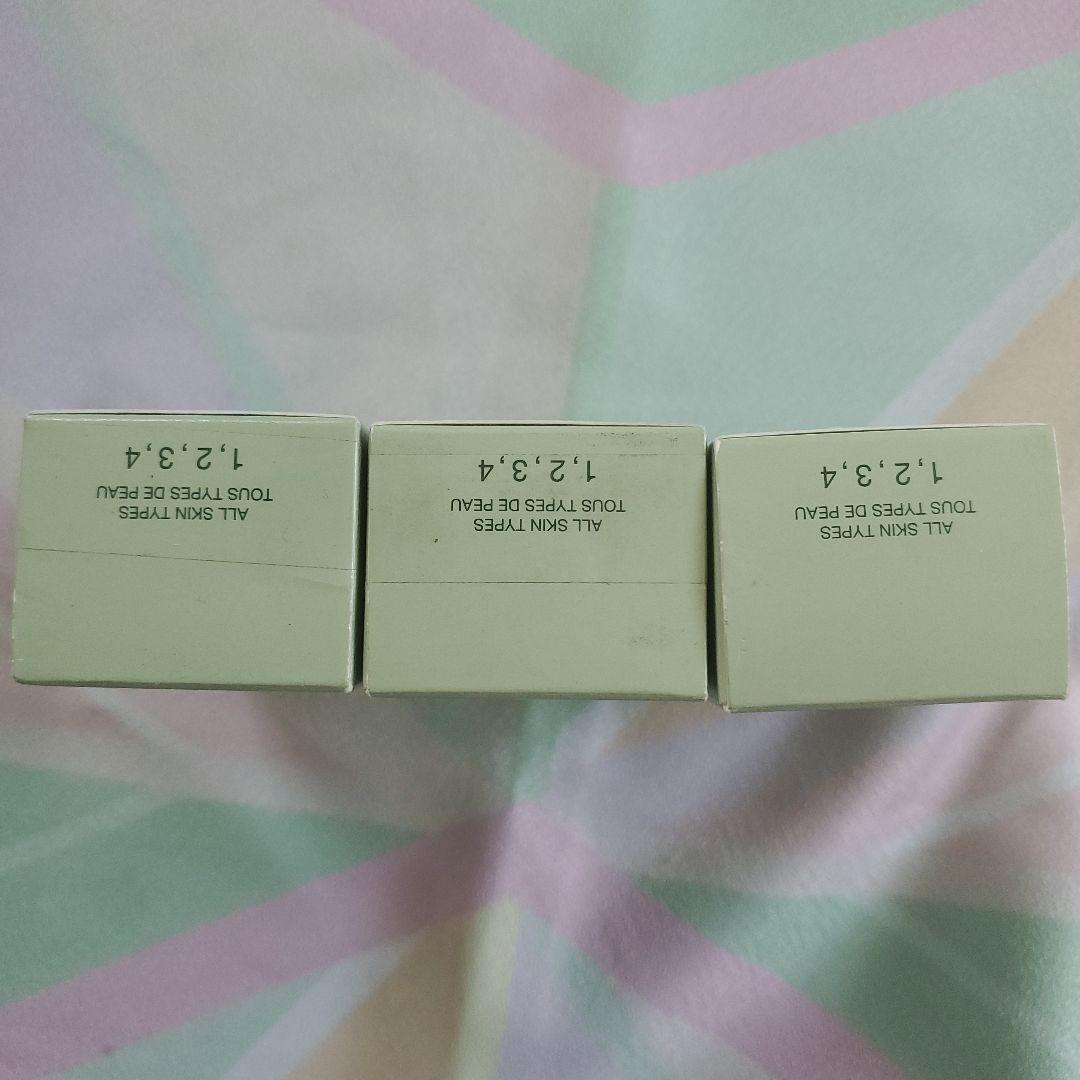 ALL SKIN TYPES
TOUS TYPES DE PEAU
1,2,3,4
ALL SKIN TYPES
TOUS TYPES DE PEAU
1,2,3,4
ALL SKIN TYPES
TOUS TYPES DE PEAU
1,2,3,4